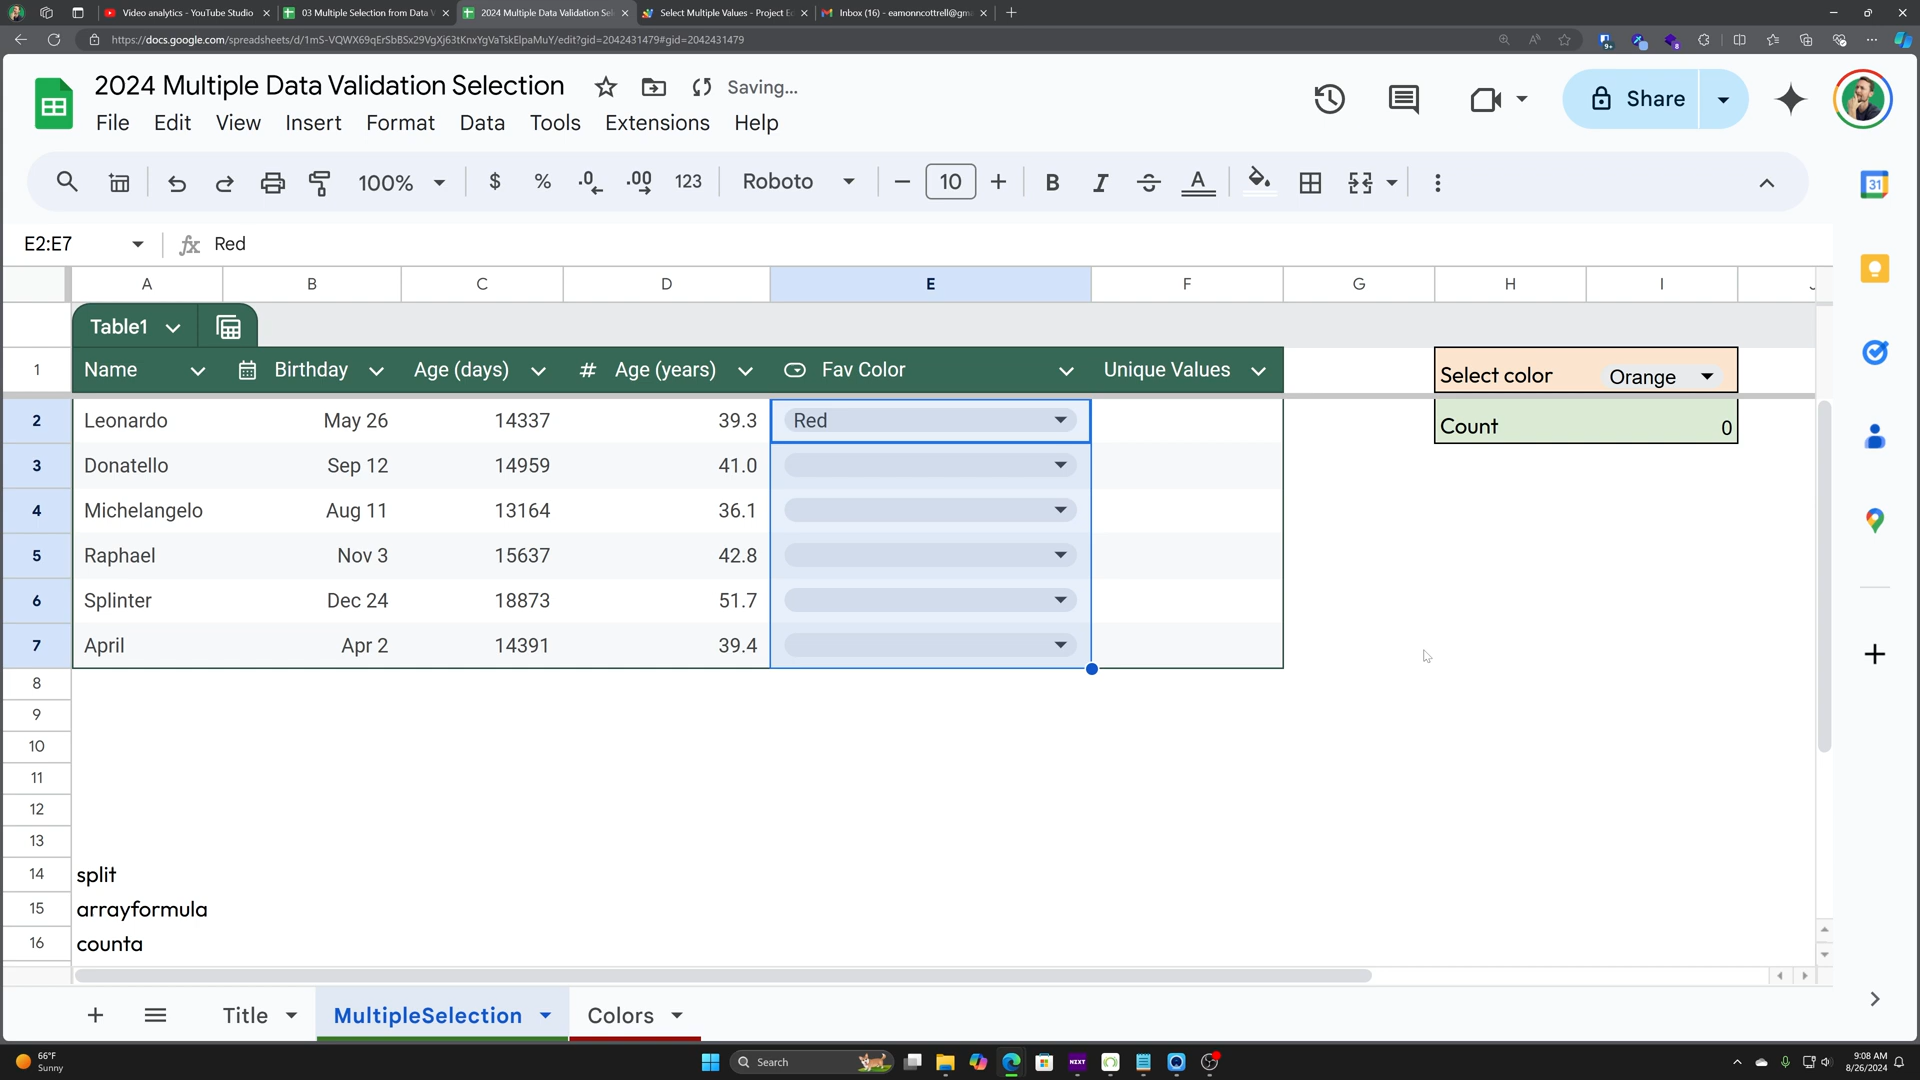 Video analytics - YouTube Studio
03 Multiple Selection from Data V
2024 Multiple Data Validation Sel
Select Multiple Values - Project Ec
Inbox (16) - eamonncottrell@gm
https://docs.google.com/spreadsheets/d/1mS-VQWX69qErSbBSx29VgXj63tKnxYgVaTskElpaMuY/edit?gid=2042431479#gid=2042431479
2024 Multiple Data Validation Selection
Saving...
File Edit View Insert Format Data Tools Extensions Help
Share
100% $ % .0 .00 123 Roboto 10 B I S A
E2:E7 fx Red
A B C D E F G H I J
Table1
1 Name Birthday Age (days) # Age (years) Fav Color Unique Values Select color Orange
2 Leonardo May 26 14337 39.3 Red Count 0
3 Donatello Sep 12 14959 41.0
4 Michelangelo Aug 11 13164 36.1
5 Raphael Nov 3 15637 42.8
6 Splinter Dec 24 18873 51.7
7 April Apr 2 14391 39.4
8
9
10
11
12
13
14 split
15 arrayformula
16 counta
Title MultipleSelection Colors
31
66°F
Sunny
Search
NZXT
9:08 AM
8/26/2024